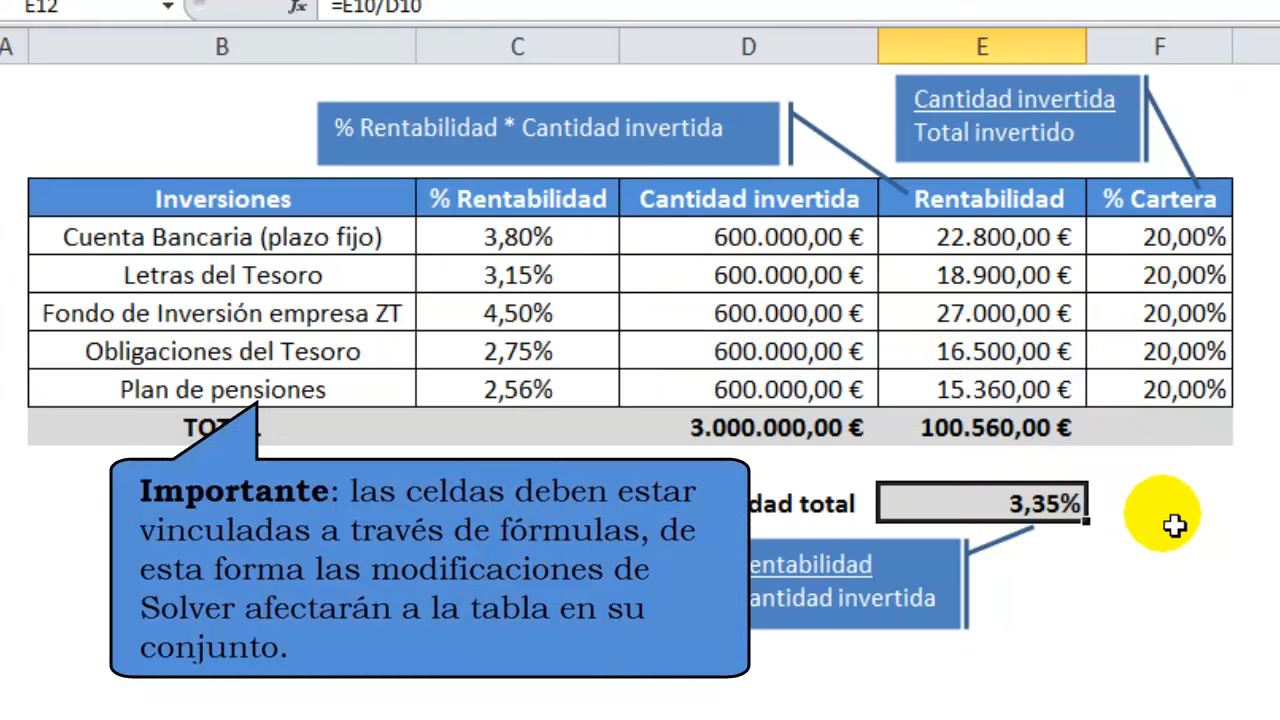 E12 fx =E10/D10
A B C D E F
% Rentabilidad * Cantidad invertida
Cantidad invertida
Total invertido
Inversiones % Rentabilidad Cantidad invertida Rentabilidad % Cartera
Cuenta Bancaria (plazo fijo) 3,80% 600.000,00 € 22.800,00 € 20,00%
Letras del Tesoro 3,15% 600.000,00 € 18.900,00 € 20,00%
Fondo de Inversión empresa ZT 4,50% 600.000,00 € 27.000,00 € 20,00%
Obligaciones del Tesoro 2,75% 600.000,00 € 16.500,00 € 20,00%
Plan de pensiones 2,56% 600.000,00 € 15.360,00 € 20,00%
TOTAL 3.000.000,00 € 100.560,00 €
dad total 3,35%
entabilidad
antidad invertida
Importante: las celdas deben estar
vinculadas a través de fórmulas, de
esta forma las modificaciones de
Solver afectarán a la tabla en su
conjunto.